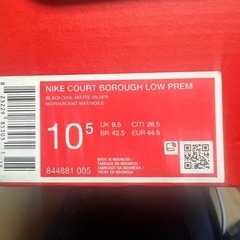 NIKE COURT BOROUGH LOW PREM
BLACK/SAIL-MATTE SILVER
NOIR/ARGENT MAT/VOILE
10 5
UK 9.5 CM 28.5
BR 42.5 EUR 44.5
844881 005
MADE IN INDONESIA